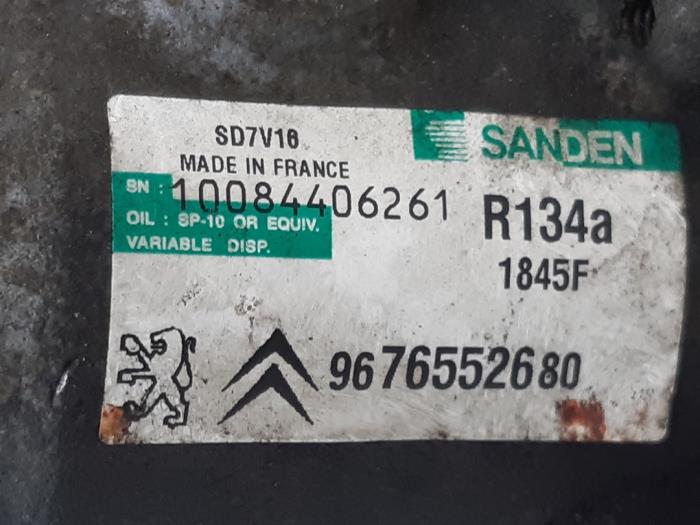 SD7V16
MADE IN FRANCE
SANDEN
SN : 10084406261
OIL : SP-10 OR EQUIV.
VARIABLE DISP.
R134a
1845F
9676552680